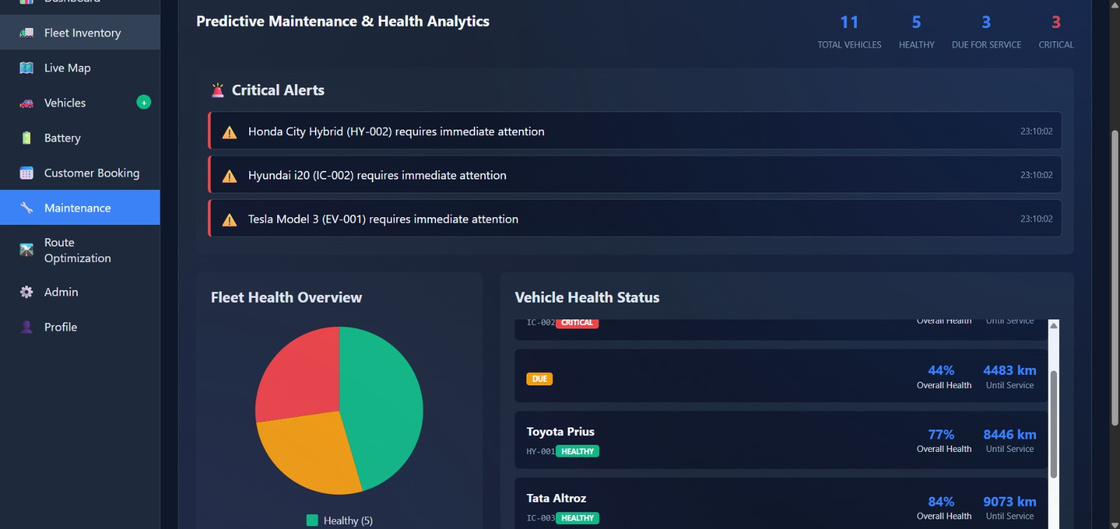 Dashboard
Fleet Inventory
Live Map
Vehicles
Battery
Customer Booking
Maintenance
Route
Optimization
Admin
Profile
Predictive Maintenance & Health Analytics
11
TOTAL VEHICLES
5
HEALTHY
3
DUE FOR SERVICE
3
CRITICAL
Critical Alerts
Honda City Hybrid (HY-002) requires immediate attention 23:10:02
Hyundai i20 (IC-002) requires immediate attention 23:10:02
Tesla Model 3 (EV-001) requires immediate attention 23:10:02
Fleet Health Overview
Healthy (5)
Vehicle Health Status
IC-002 CRITICAL
Overall Health Until Service
DUE
44% 4483 km
Overall Health Until Service
Toyota Prius
HY-001 HEALTHY
77% 8446 km
Overall Health Until Service
Tata Altroz
IC-003 HEALTHY
84% 9073 km
Overall Health Until Service